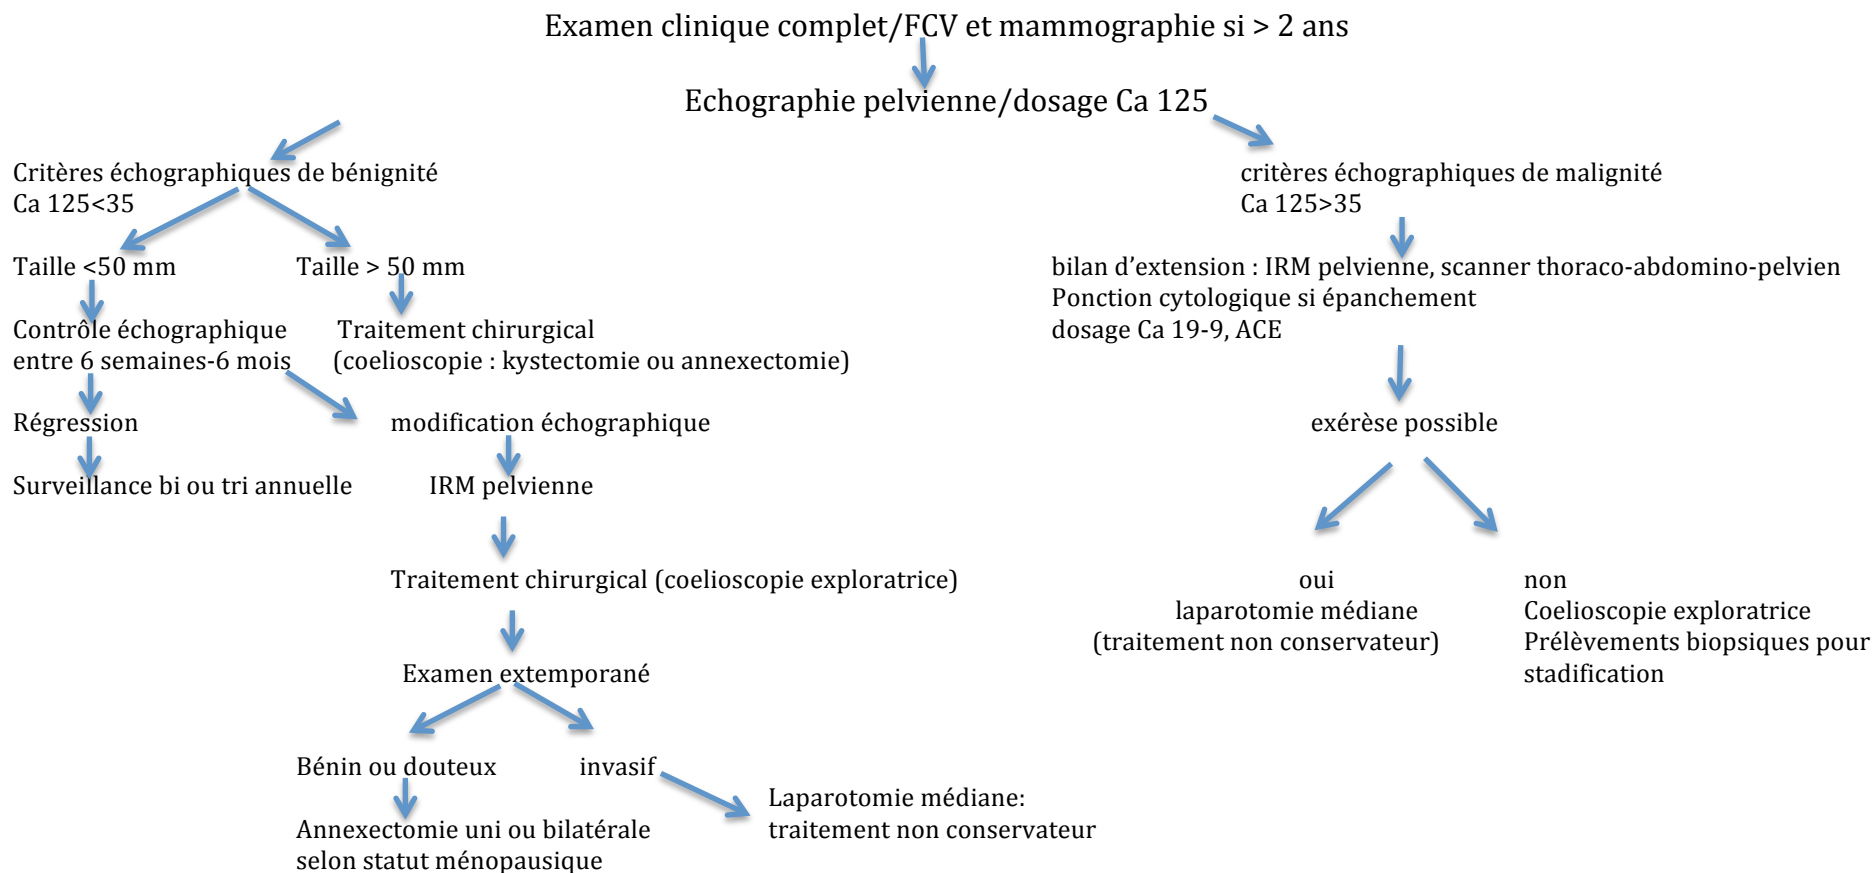 Examen clinique complet/FCV et mammographie si > 2 ans
Echographie pelvienne/dosage Ca 125
Critères échographiques de bénignité
Ca 125<35
critères échographiques de malignité
Ca 125>35
Taille <50 mm
Taille > 50 mm
bilan d’extension : IRM pelvienne, scanner thoraco-abdomino-pelvien
Ponction cytologique si épanchement
dosage Ca 19-9, ACE
Contrôle échographique
entre 6 semaines-6 mois
Traitement chirurgical
(coelioscopie : kystectomie ou annexectomie)
Régression
modification échographique
exérèse possible
Surveillance bi ou tri annuelle
IRM pelvienne
Traitement chirurgical (coelioscopie exploratrice)
oui
laparotomie médiane
(traitement non conservateur)
non
Coelioscopie exploratrice
Prélèvements biopsiques pour
stadification
Examen extemporané
Bénin ou douteux
invasif
Laparotomie médiane:
traitement non conservateur
Annexectomie uni ou bilatérale
selon statut ménopausique